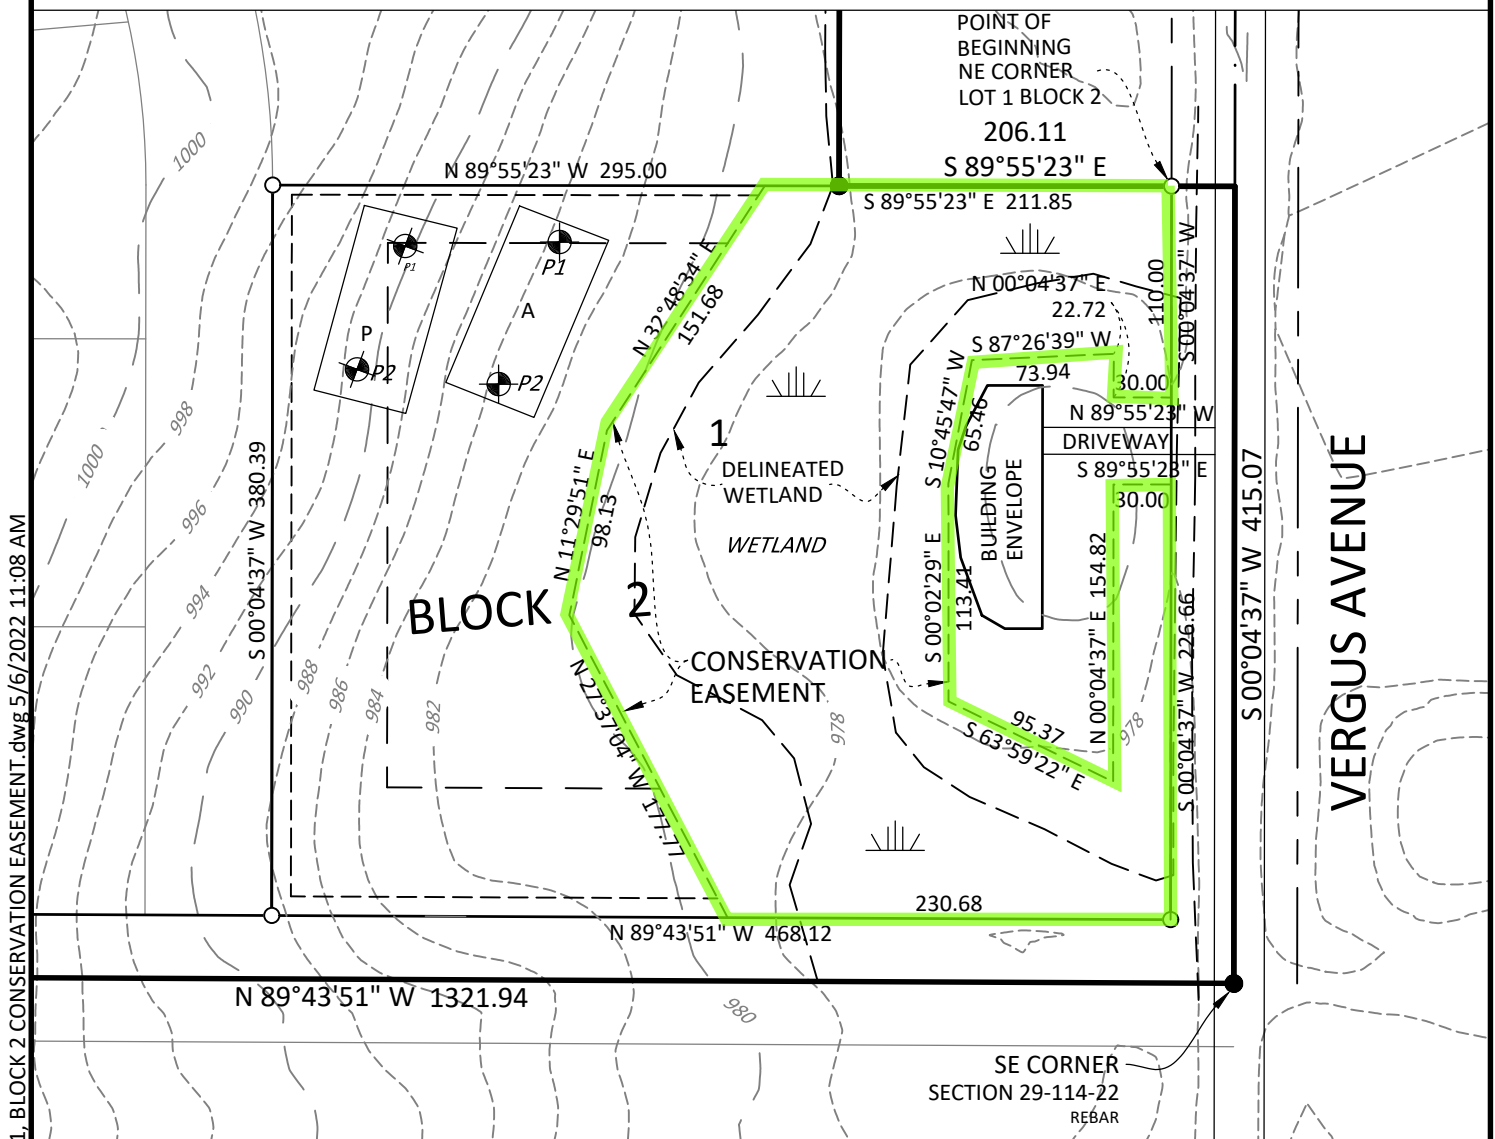 POINT OF
BEGINNING
NE CORNER
LOT 1 BLOCK 2
206.11
S 89°55'23" E
1000
N 89°55'23" W 295.00
S 89°55'23" E 211.85
P1
P1
A
P
P2
P2
N 32°48'34" E
151.68
N 00°04'37" E
22.72
110.00
S 00°04'37" W
S 87°26'39" W
73.94
30.00
N 89°55'23" W
DRIVEWAY
S 89°55'23" E
30.00
S 10°45'47" W
65.46
998
1000
996
994
992
990
988
986
984
982
S 00°04'37" W 380.39
1
DELINEATED
WETLAND
WETLAND
BUILDING
ENVELOPE
N 11°29'51" E
98.13
S 00°02'29" E
113.41
N 00°04'37" E 154.82
S 00°04'37" W 226.66
S 00°04'37" W 415.07
VERGUS AVENUE
BLOCK 2
CONSERVATION
EASEMENT
N 27°37'04" W 177.77
978
95.37
S 63°59'22" E
978
230.68
N 89°43'51" W 468.12
N 89°43'51" W 1321.94
980
SE CORNER
SECTION 29-114-22
REBAR
1, BLOCK 2 CONSERVATION EASEMENT.dwg 5/6/2022 11:08 AM